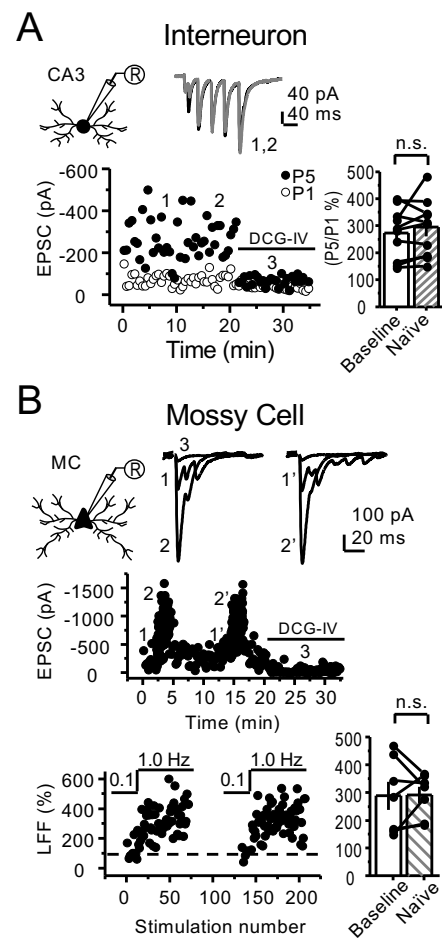 A
Interneuron
CA3
R
40 pA
40 ms
1,2
P5
P1
-600
-400
-200
0
EPSC (pA)
1
2
DCG-IV
3
0
10
20
30
Time (min)
n.s.
500
400
300
200
100
0
(P5/P1 %)
Baseline
Naïve
B
Mossy Cell
MC
R
3
1
2
1'
2'
100 pA
20 ms
-1500
-1000
-500
0
EPSC (pA)
2
1
2'
1'
DCG-IV
3
0
5
10
15
20
25
30
Time (min)
0.1
1.0 Hz
0.1
1.0 Hz
600
400
200
0
LFF (%)
0
50
100
150
200
Stimulation number
n.s.
500
400
300
200
100
0
Baseline
Naïve